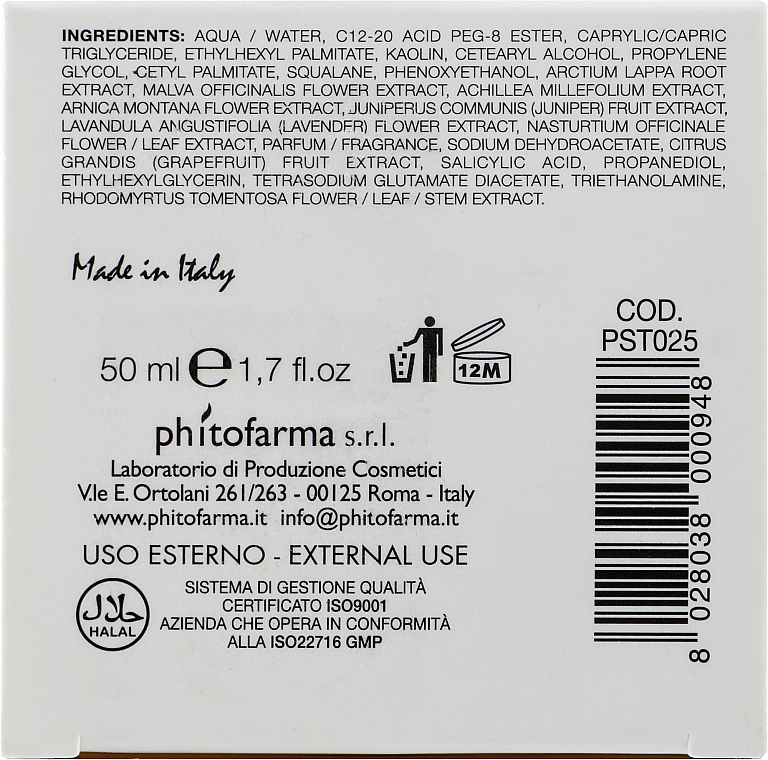 INGREDIENTS: AQUA / WATER, C12-20 ACID PEG-8 ESTER, CAPRYLIC/CAPRIC
TRIGLYCERIDE, ETHYLHEXYL PALMITATE, KAOLIN, CETEARYL ALCOHOL, PROPYLENE
GLYCOL, CETYL PALMITATE, SQUALANE, PHENOXYETHANOL, ARCTIUM LAPPA ROOT
EXTRACT, MALVA OFFICINALIS FLOWER EXTRACT, ACHILLEA MILLEFOLIUM EXTRACT,
ARNICA MONTANA FLOWER EXTRACT, JUNIPERUS COMMUNIS (JUNIPER) FRUIT EXTRACT,
LAVANDULA ANGUSTIFOLIA (LAVENDER) FLOWER EXTRACT, NASTURTIUM OFFICINALE
FLOWER / LEAF EXTRACT, PARFUM / FRAGRANCE, SODIUM DEHYDROACETATE, CITRUS
GRANDIS (GRAPEFRUIT) FRUIT EXTRACT, SALICYLIC ACID, PROPANEDIOL,
ETHYLHEXYLGLYCERIN, TETRASODIUM GLUTAMATE DIACETATE, TRIETHANOLAMINE,
RHODOMYRTUS TOMENTOSA FLOWER / LEAF / STEM EXTRACT.
Made in Italy
50 ml e 1,7 fl.oz
12M
phitofarma s.r.l.
Laboratorio di Produzione Cosmetici
V.le E. Ortolani 261/263 - 00125 Roma - Italy
www.phitofarma.it info@phitofarma.it
USO ESTERNO - EXTERNAL USE
حلال
HALAL
SISTEMA DI GESTIONE QUALITÀ
CERTIFICATO ISO9001
AZIENDA CHE OPERA IN CONFORMITÀ
ALLA ISO22716 GMP
COD.
PST025
8 028038 000948